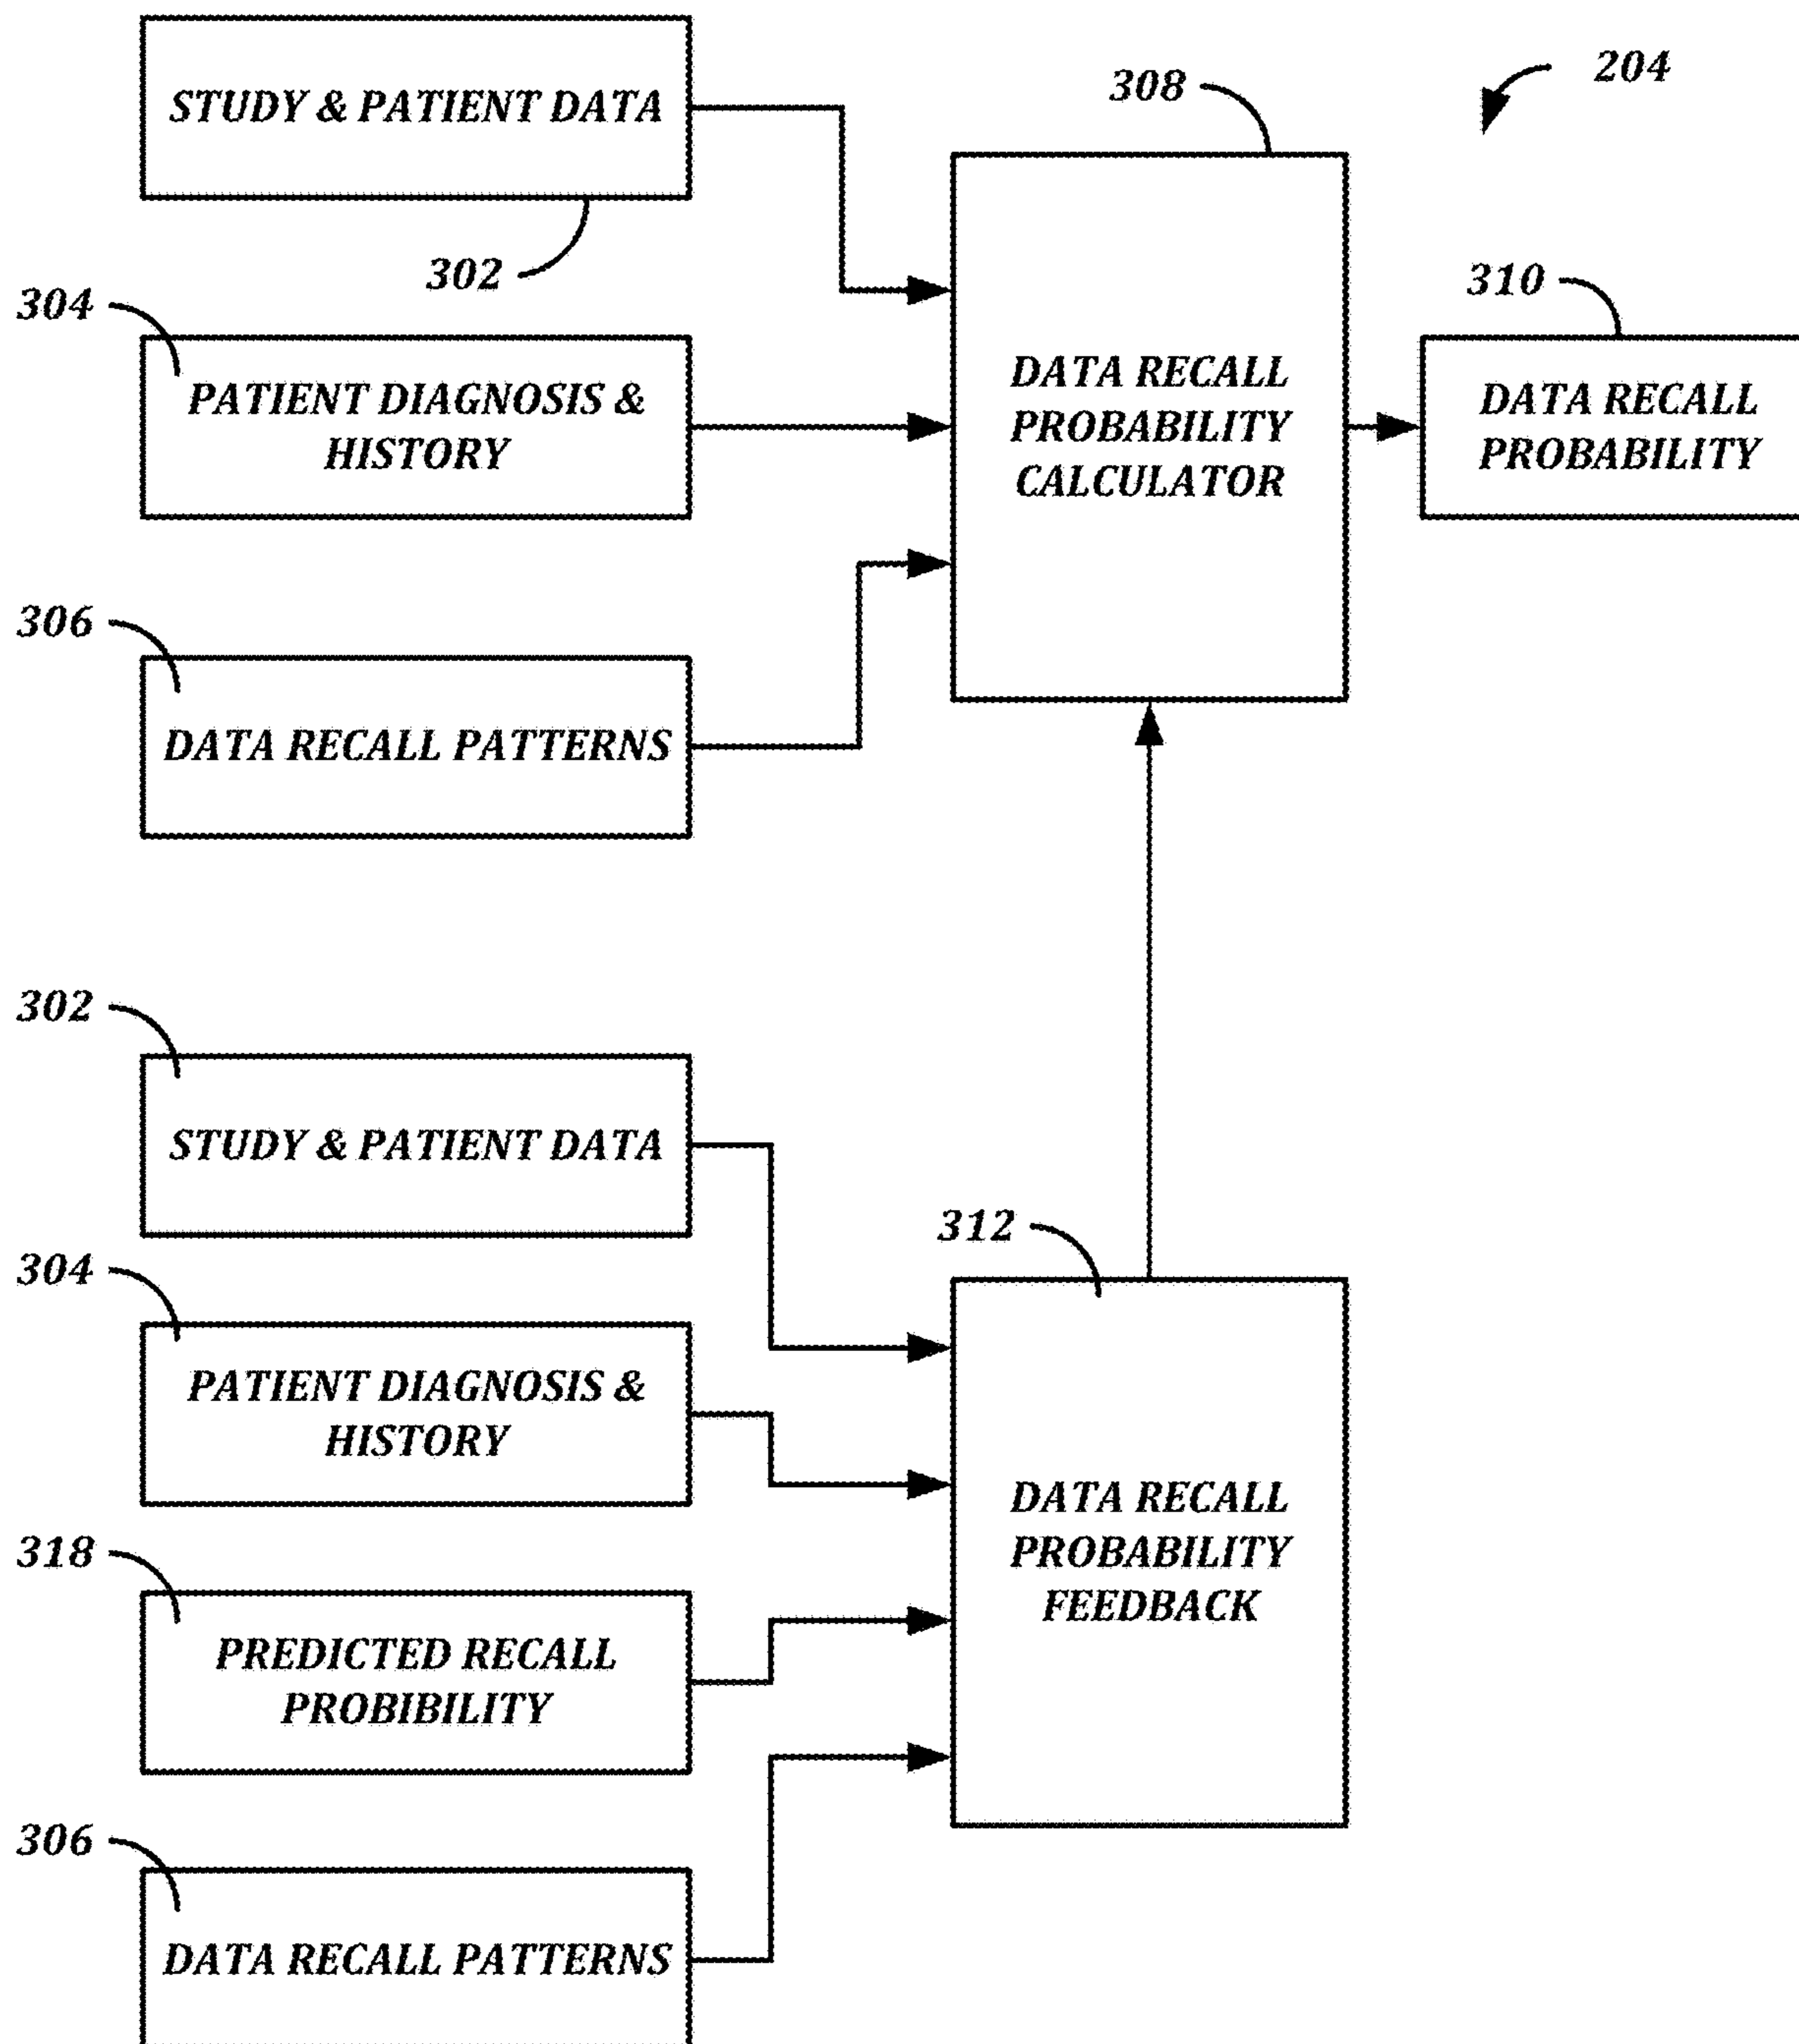 204
308
STUDY & PATIENT DATA
302
310
304
PATIENT DIAGNOSIS &
HISTORY
DATA RECALL
PROBABILITY
CALCULATOR
DATA RECALL
PROBABILITY
306
DATA RECALL PATTERNS
302
STUDY & PATIENT DATA
312
304
PATIENT DIAGNOSIS &
HISTORY
DATA RECALL
PROBABILITY
FEEDBACK
318
PREDICTED RECALL
PROBIBILITY
306
DATA RECALL PATTERNS